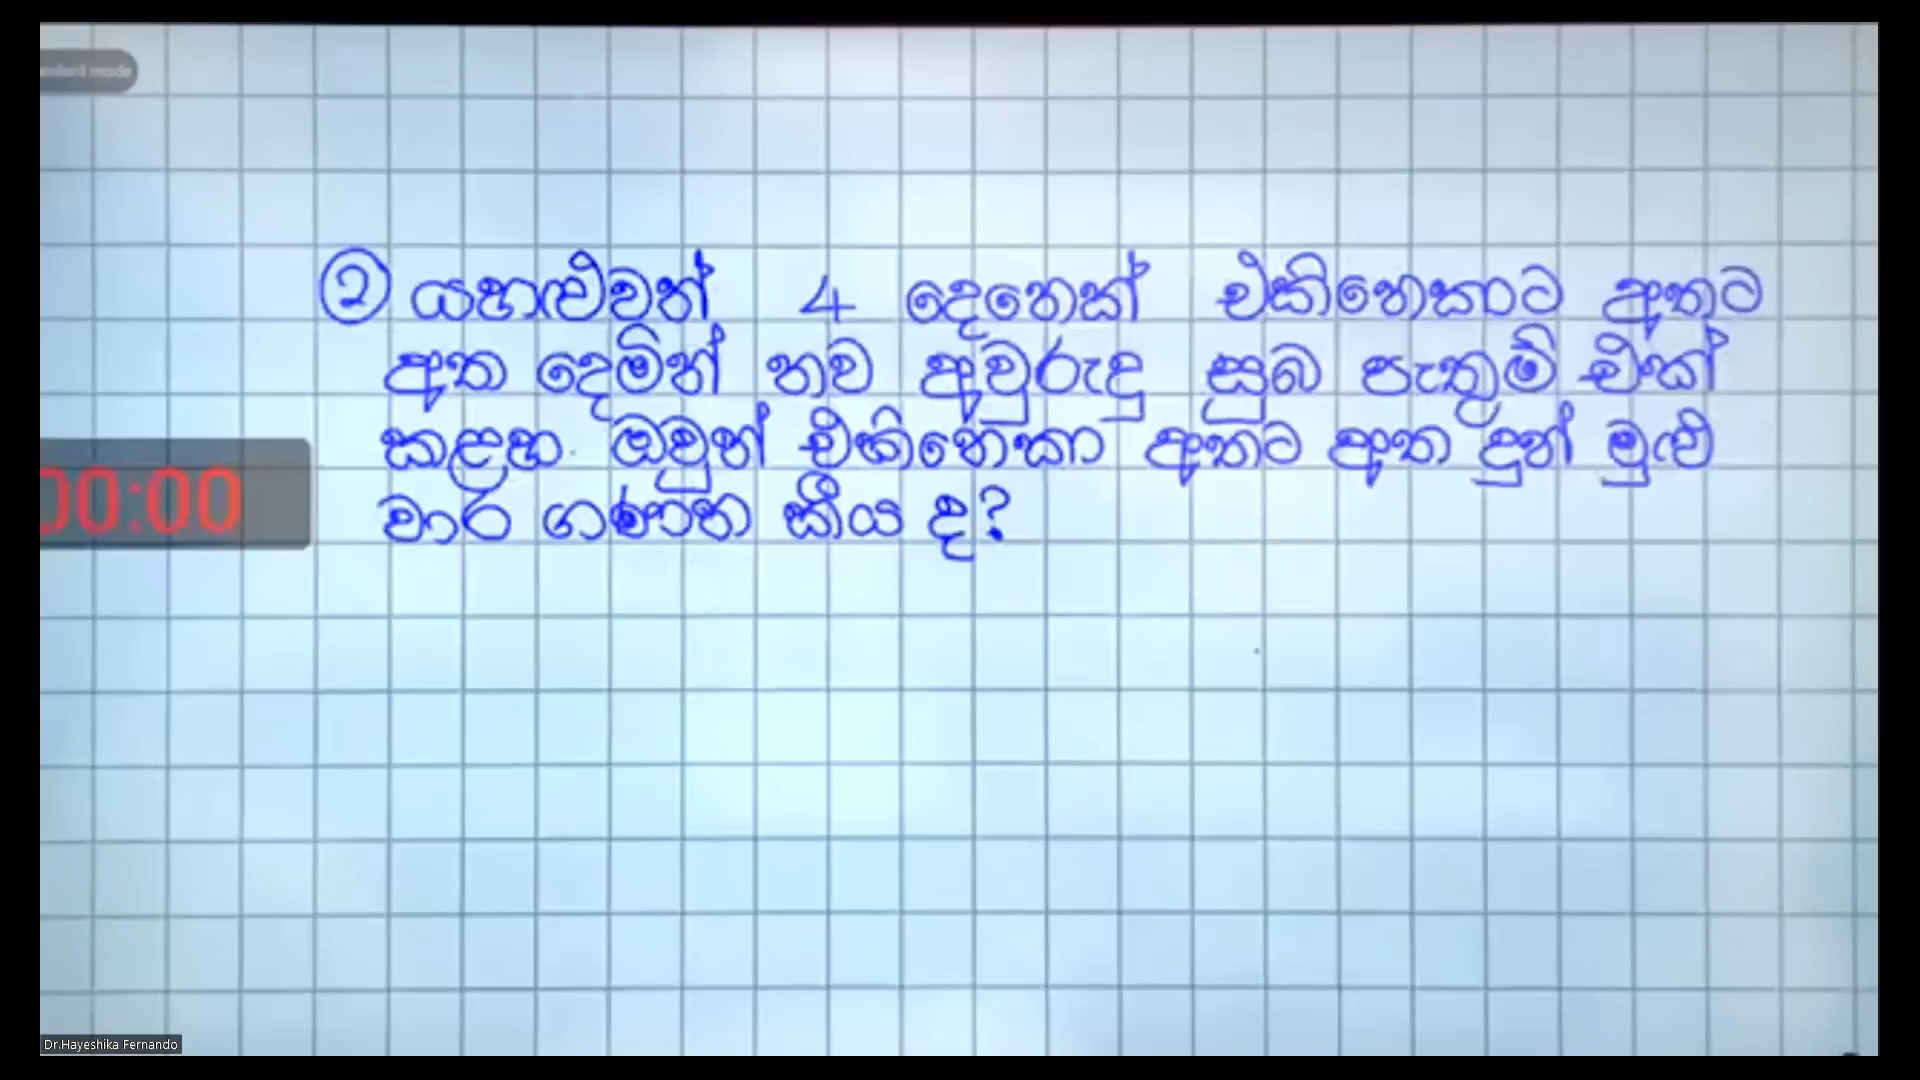 ② යහළුවන් 4 දෙනෙක් එකිනෙකාට අතට
අත දෙමින් නව අවුරුදු සුබ පැතුම් එක්
කළහ. ඔවුන් එකිනෙකා අතට අත දුන් මුළු
වාර ගණන කීය ද?
00:00
Dr.Hayeshika Fernando